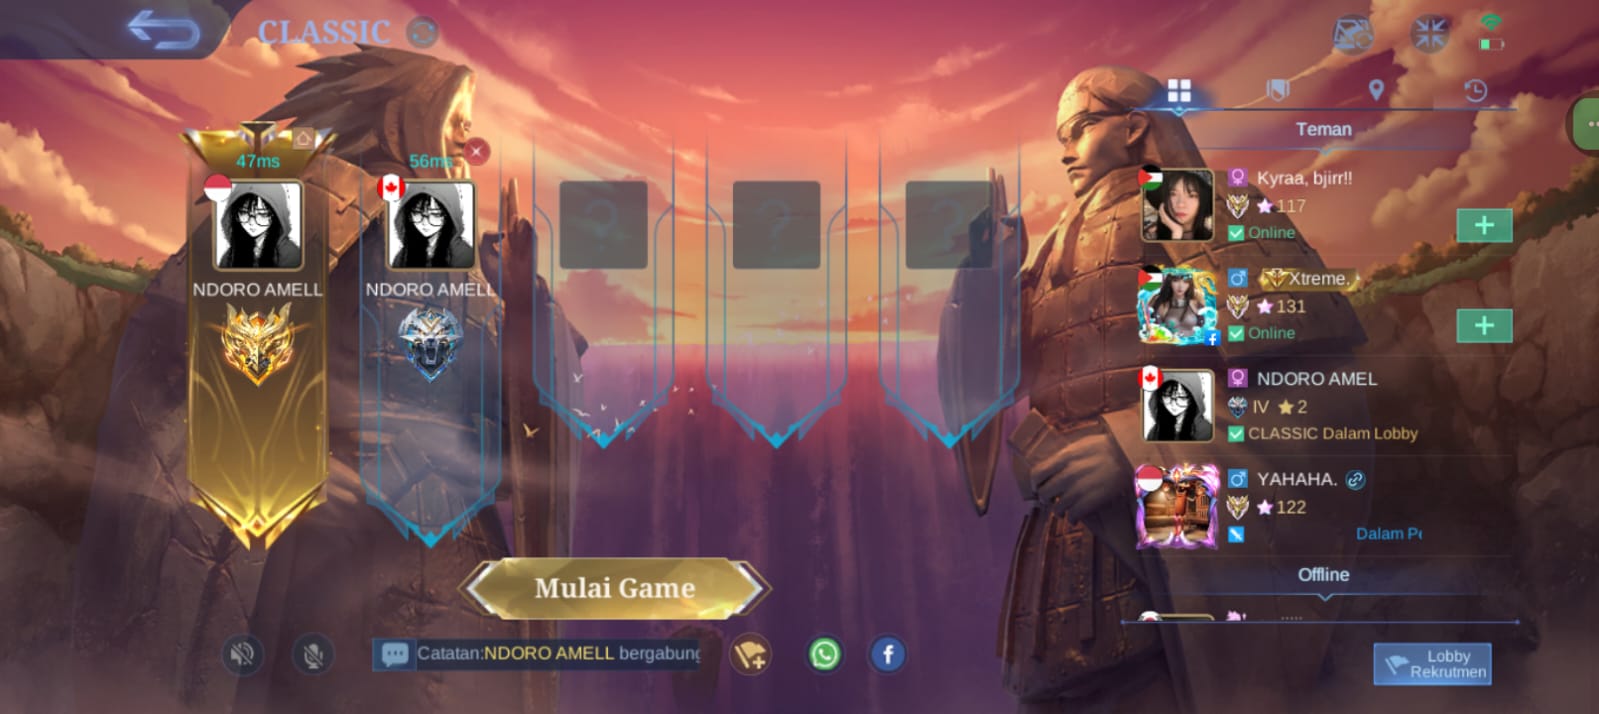 CLASSIC
47ms
56ms
NDORO AMELL
NDORO AMELL
Mulai Game
Catatan:NDORO AMELL bergabung
Teman
Kyraa, bjirr!!
117
Online
Xtreme.
131
Online
NDORO AMEL
IV 2
CLASSIC Dalam Lobby
YAHAHA.
122
Dalam
Offline
Lobby
Rekrutmen